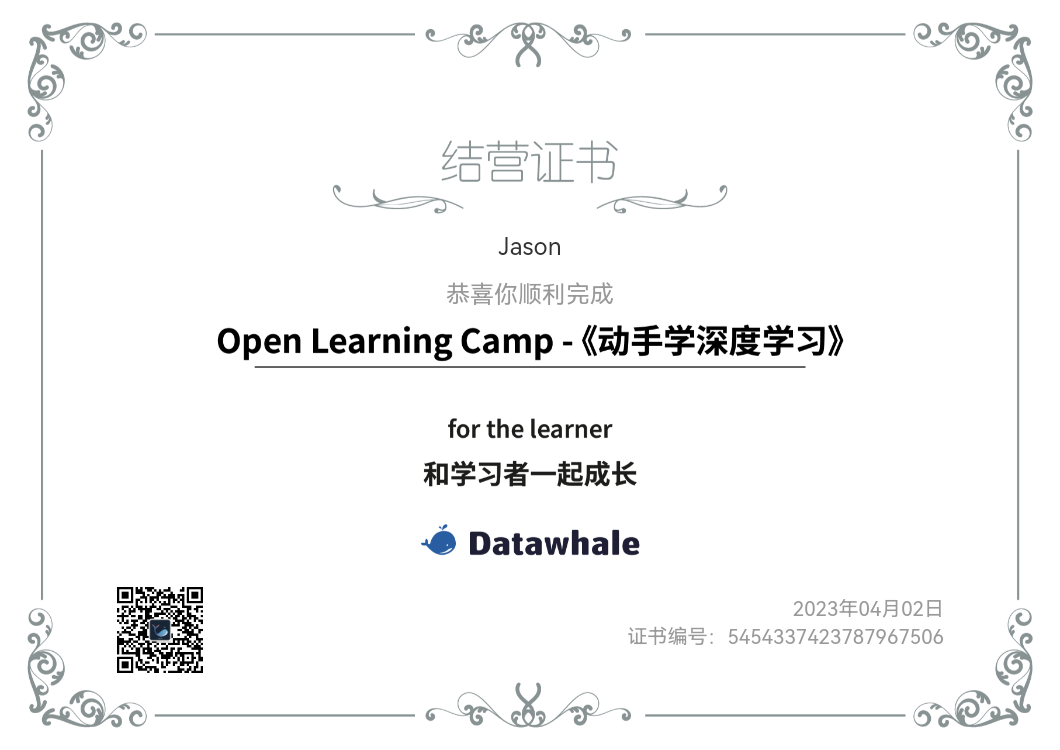 结营证书
Jason
恭喜你顺利完成
Open Learning Camp -《动手学深度学习》
for the learner
和学习者一起成长
Datawhale
2023年04月02日
证书编号：5454337423787967506